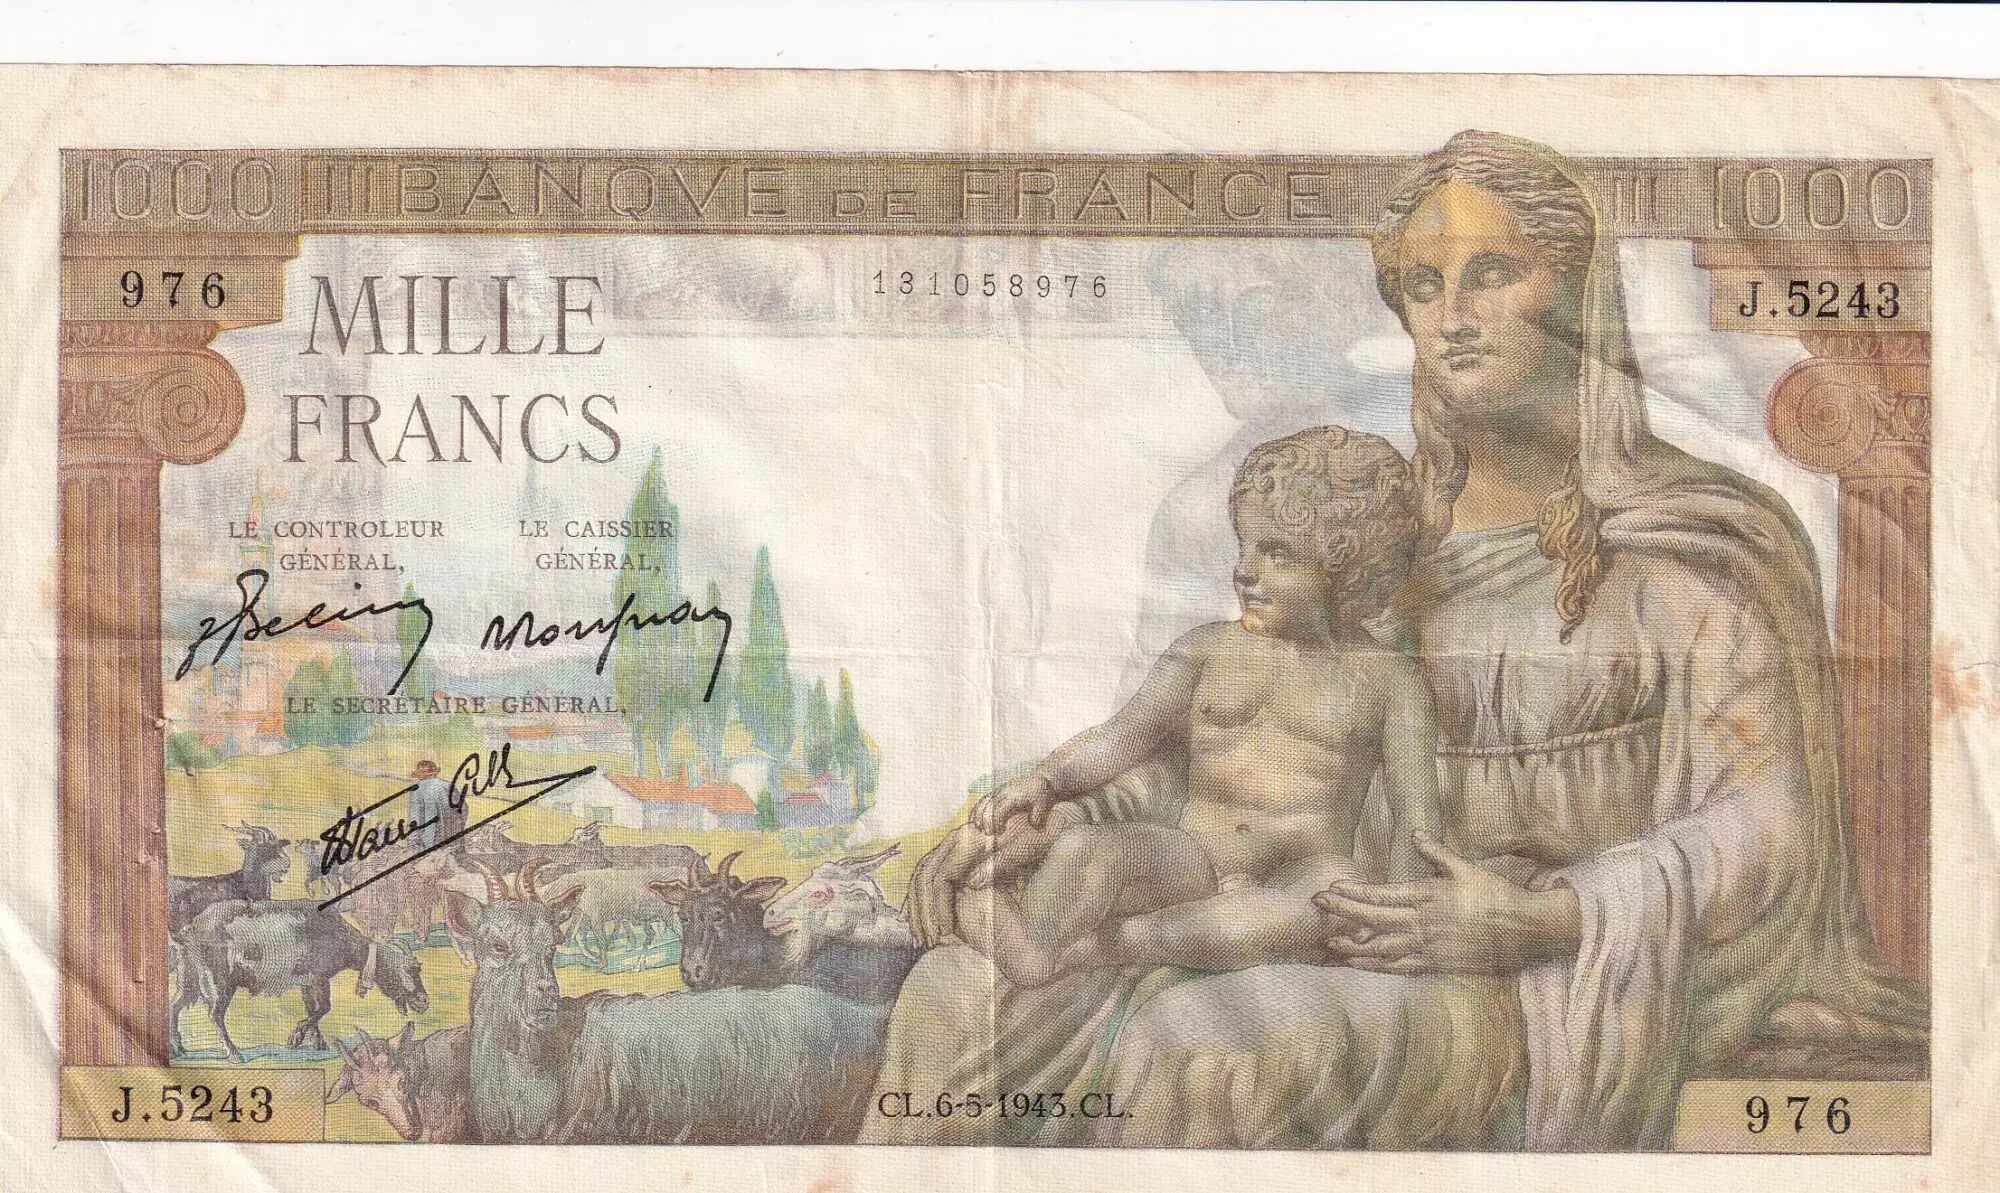 1000 BANQVE DE FRANCE 1000
976 MILLE 131058976 J.5243
FRANCS
LE CONTROLEUR LE CAISSIER
GÉNÉRAL, GÉNÉRAL,
LE SECRÉTAIRE GÉNÉRAL,
J.5243 CL.6-5-1943.CL. 976